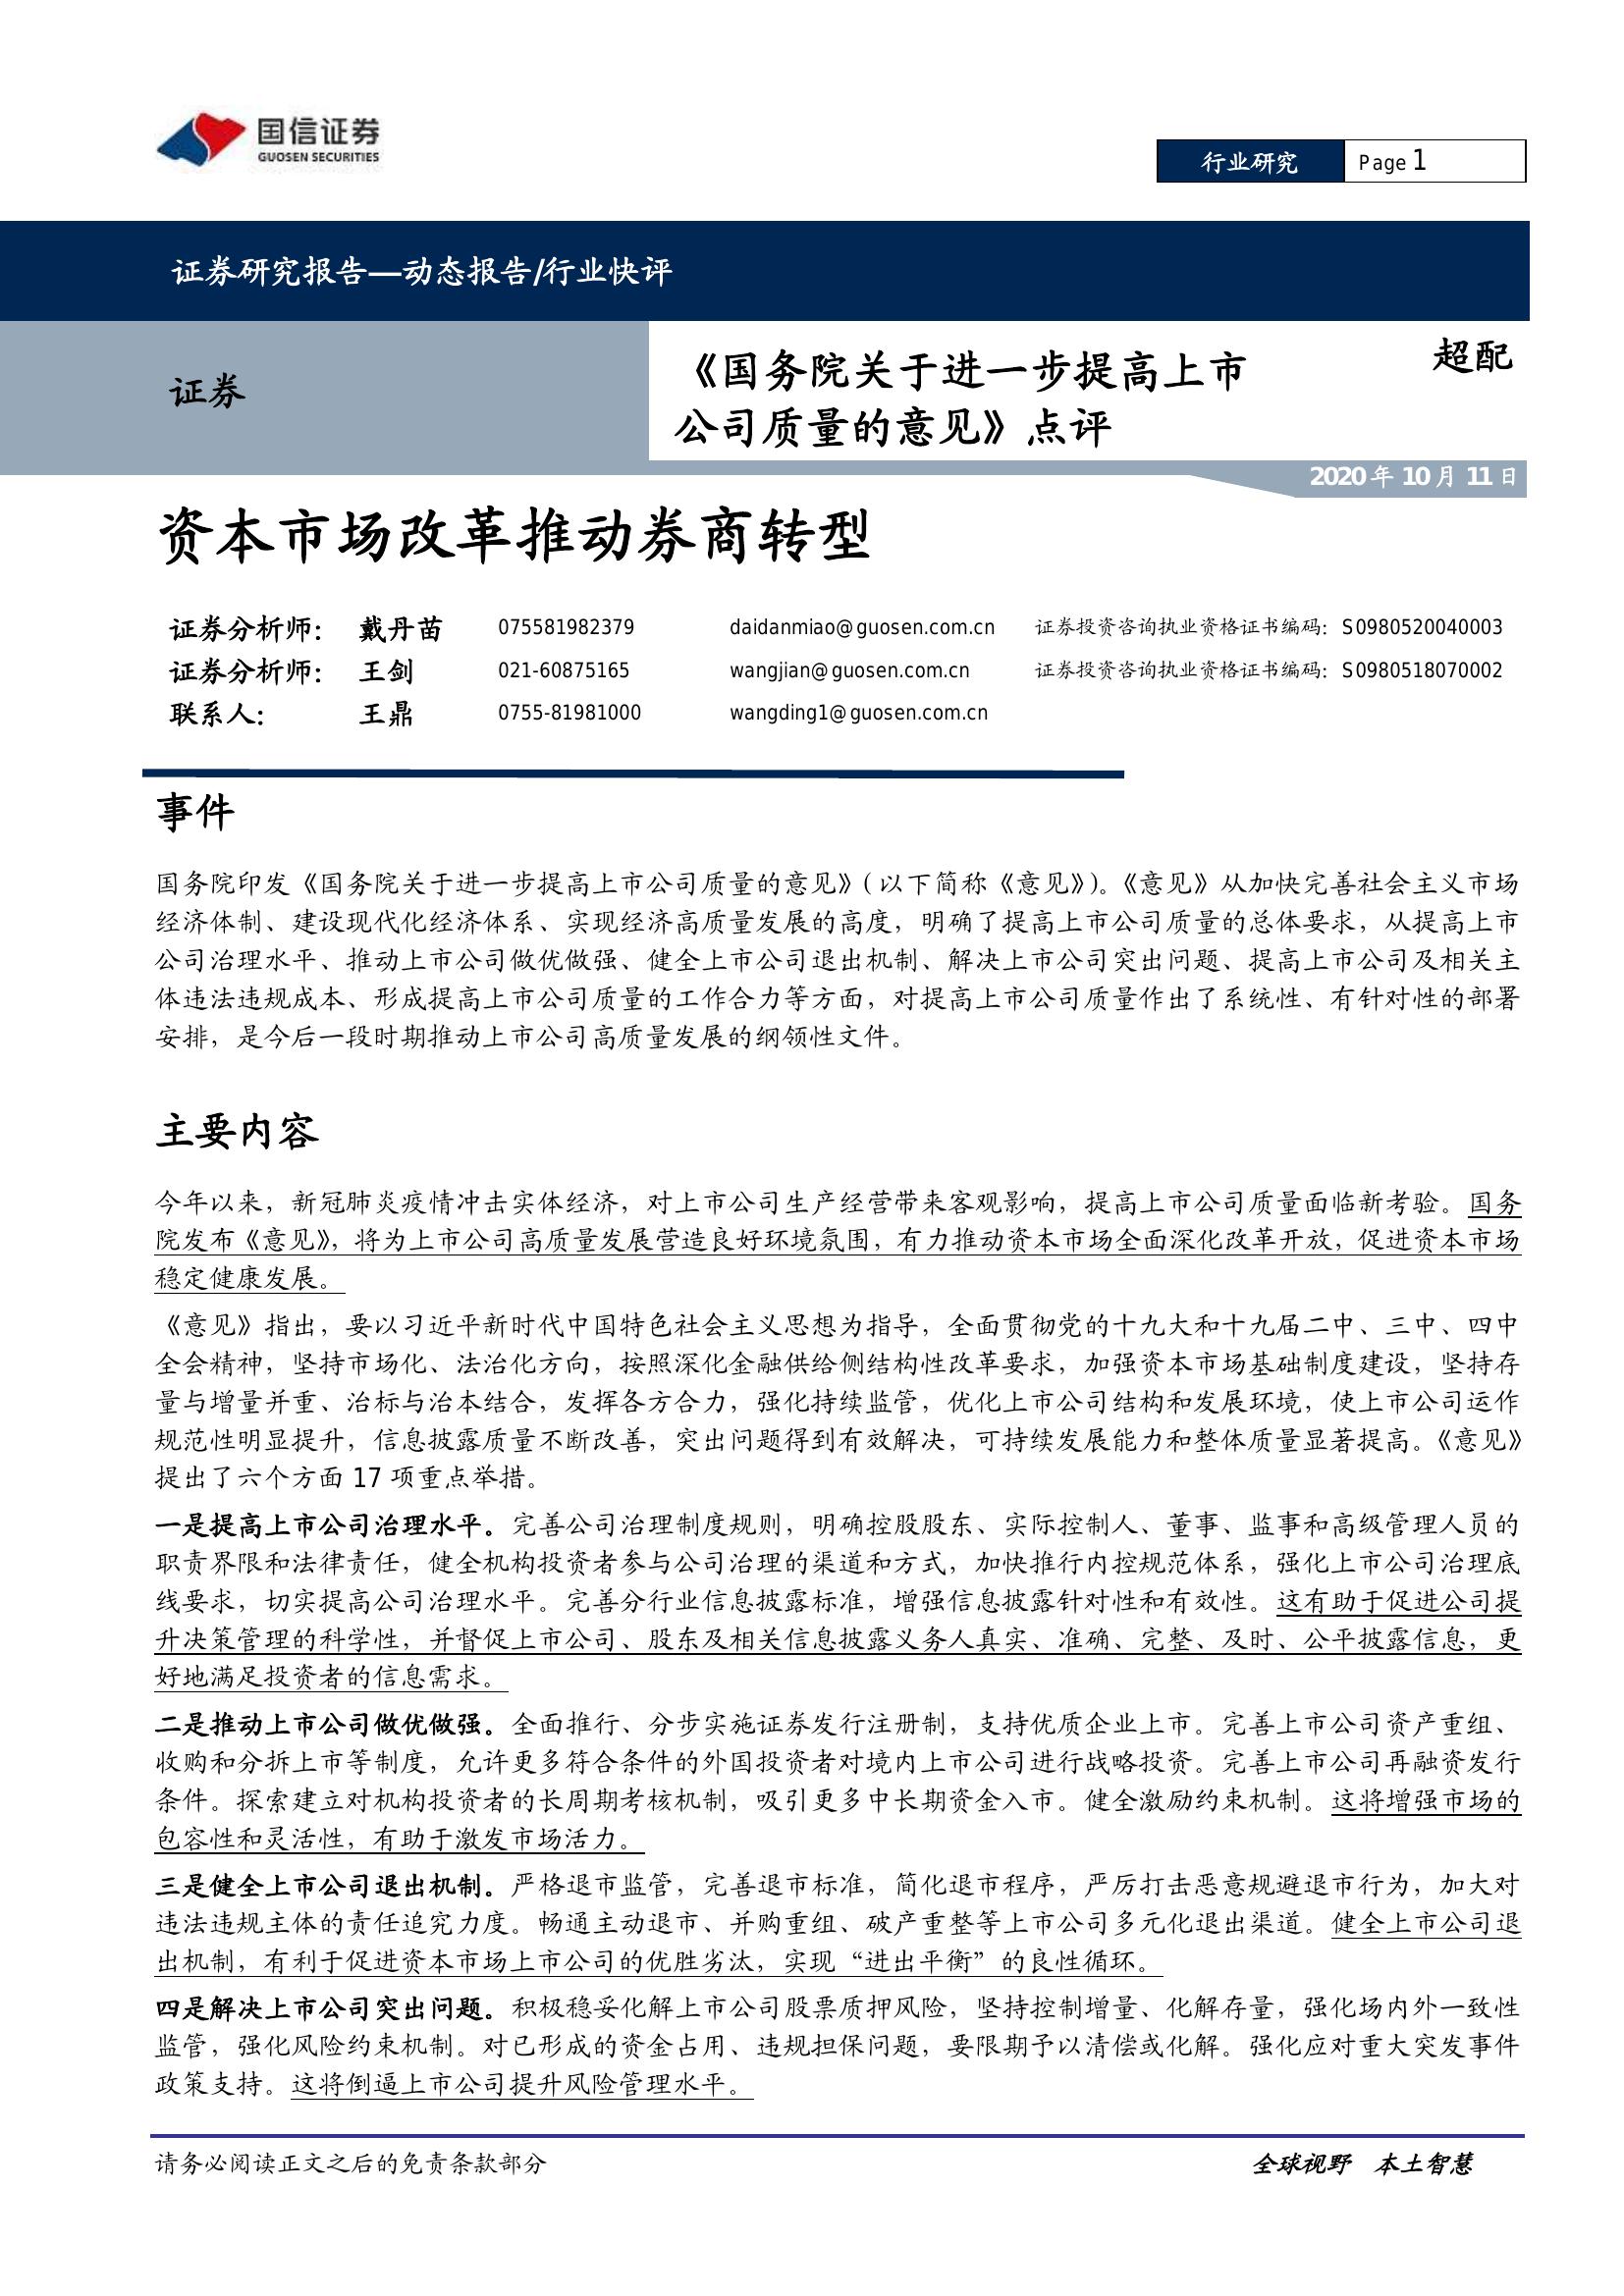 国信证券
GUOSEN SECURITIES
行业研究
Page 1
证券研究报告—动态报告/行业快评
证券
《国务院关于进一步提高上市
公司质量的意见》点评
超配
2020 年 10 月 11 日
资本市场改革推动券商转型
证券分析师： 戴丹苗 075581982379 daidanmiao@guosen.com.cn 证券投资咨询执业资格证书编码：S0980520040003
证券分析师： 王剑 021-60875165 wangjian@guosen.com.cn 证券投资咨询执业资格证书编码：S0980518070002
联系人： 王鼎 0755-81981000 wangding1@guosen.com.cn
事件
国务院印发《国务院关于进一步提高上市公司质量的意见》（以下简称《意见》）。《意见》从加快完善社会主义市场
经济体制、建设现代化经济体系、实现经济高质量发展的高度，明确了提高上市公司质量的总体要求，从提高上市
公司治理水平、推动上市公司做优做强、健全上市公司退出机制、解决上市公司突出问题、提高上市公司及相关主
体违法违规成本、形成提高上市公司质量的工作合力等方面，对提高上市公司质量作出了系统性、有针对性的部署
安排，是今后一段时期推动上市公司高质量发展的纲领性文件。
主要内容
今年以来，新冠肺炎疫情冲击实体经济，对上市公司生产经营带来客观影响，提高上市公司质量面临新考验。国务
院发布《意见》，将为上市公司高质量发展营造良好环境氛围，有力推动资本市场全面深化改革开放，促进资本市场
稳定健康发展。
《意见》指出，要以习近平新时代中国特色社会主义思想为指导，全面贯彻党的十九大和十九届二中、三中、四中
全会精神，坚持市场化、法治化方向，按照深化金融供给侧结构性改革要求，加强资本市场基础制度建设，坚持存
量与增量并重、治标与治本结合，发挥各方合力，强化持续监管，优化上市公司结构和发展环境，使上市公司运作
规范性明显提升，信息披露质量不断改善，突出问题得到有效解决，可持续发展能力和整体质量显著提高。《意见》
提出了六个方面 17 项重点举措。
一是提高上市公司治理水平。完善公司治理制度规则，明确控股股东、实际控制人、董事、监事和高级管理人员的
职责界限和法律责任，健全机构投资者参与公司治理的渠道和方式，加快推行内控规范体系，强化上市公司治理底
线要求，切实提高公司治理水平。完善分行业信息披露标准，增强信息披露针对性和有效性。这有助于促进公司提
升决策管理的科学性，并督促上市公司、股东及相关信息披露义务人真实、准确、完整、及时、公平披露信息，更
好地满足投资者的信息需求。
二是推动上市公司做优做强。全面推行、分步实施证券发行注册制，支持优质企业上市。完善上市公司资产重组、
收购和分拆上市等制度，允许更多符合条件的外国投资者对境内上市公司进行战略投资。完善上市公司再融资发行
条件。探索建立对机构投资者的长周期考核机制，吸引更多中长期资金入市。健全激励约束机制。这将增强市场的
包容性和灵活性，有助于激发市场活力。
三是健全上市公司退出机制。严格退市监管，完善退市标准，简化退市程序，严厉打击恶意规避退市行为，加大对
违法违规主体的责任追究力度。畅通主动退市、并购重组、破产重整等上市公司多元化退出渠道。健全上市公司退
出机制，有利于促进资本市场上市公司的优胜劣汰，实现“进出平衡”的良性循环。
四是解决上市公司突出问题。积极稳妥化解上市公司股票质押风险，坚持控制增量、化解存量，强化场内外一致性
监管，强化风险约束机制。对已形成的资金占用、违规担保问题，要限期予以清偿或化解。强化应对重大突发事件
政策支持。这将倒逼上市公司提升风险管理水平。
请务必阅读正文之后的免责条款部分
全球视野 本土智慧